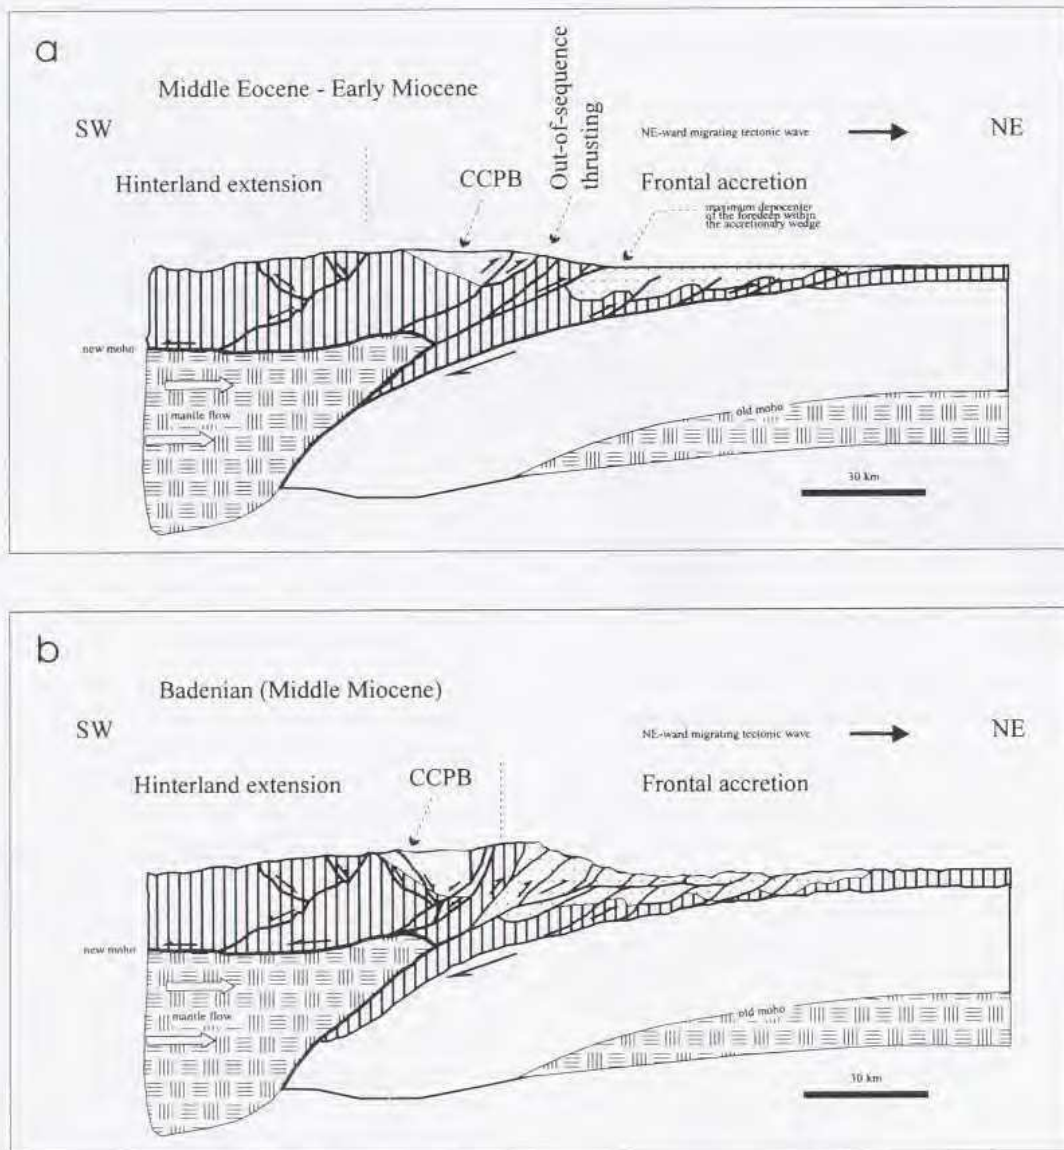 a
Middle Eocene - Early Miocene
Out-of-sequence
thrusting
SW
NE-ward migrating tectonic wave
NE
Hinterland extension
CCPB
Frontal accretion
maximum depocenter
of the foredeep within
the accretionary wedge
new moho
mantle flow
old moho
30 km
b
Badenian (Middle Miocene)
SW
NE-ward migrating tectonic wave
NE
Hinterland extension
CCPB
Frontal accretion
new moho
mantle flow
old moho
30 km